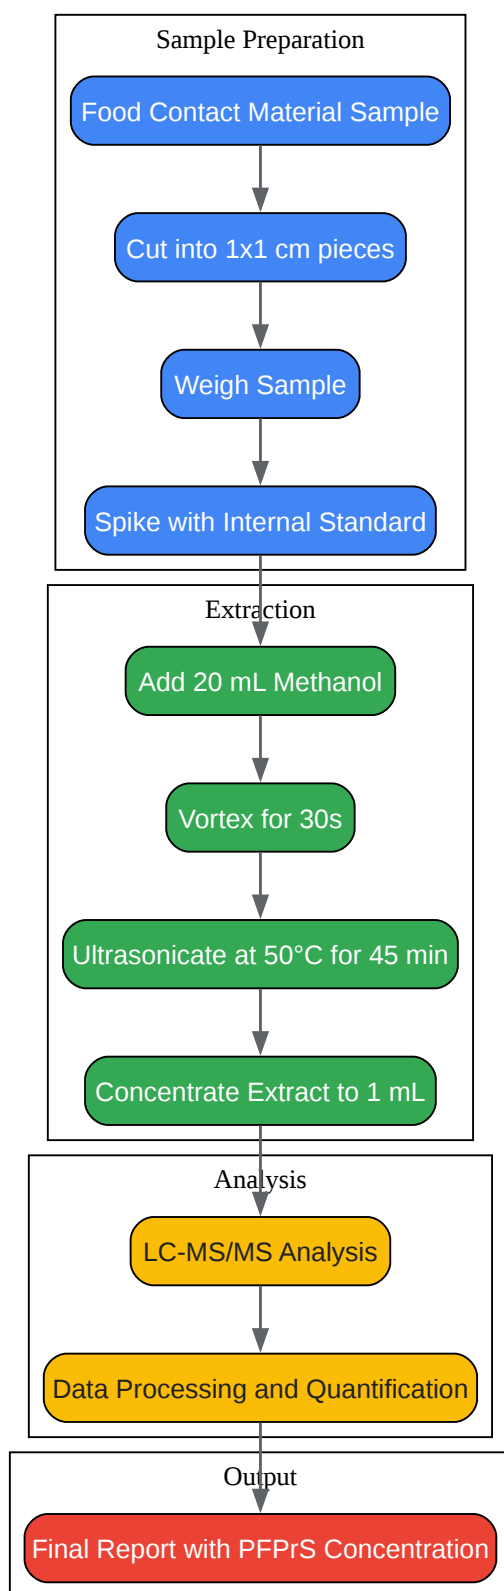 Sample Preparation
Food Contact Material Sample
Cut into 1x1 cm pieces
Weigh Sample
Spike with Internal Standard
Extraction
Add 20 mL Methanol
Vortex for 30s
Ultrasonicate at 50°C for 45 min
Concentrate Extract to 1 mL
Analysis
LC-MS/MS Analysis
Data Processing and Quantification
Output
Final Report with PFPrS Concentration